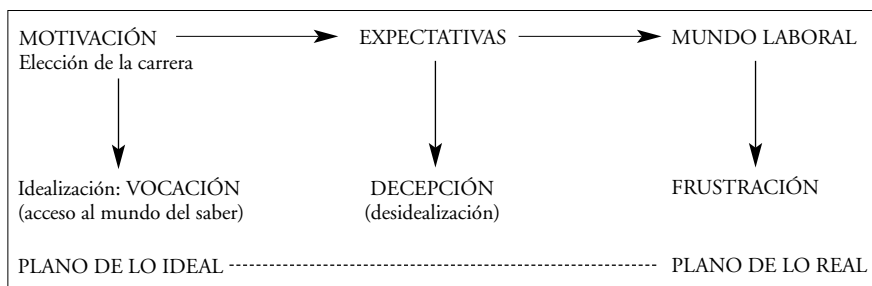 MOTIVACIÓN EXPECTATIVAS MUNDO LABORAL
Elección de la carrera
Idealización: VOCACIÓN DECEPCIÓN FRUSTRACIÓN
(acceso al mundo del saber) (desidealización)
PLANO DE LO IDEAL PLANO DE LO REAL